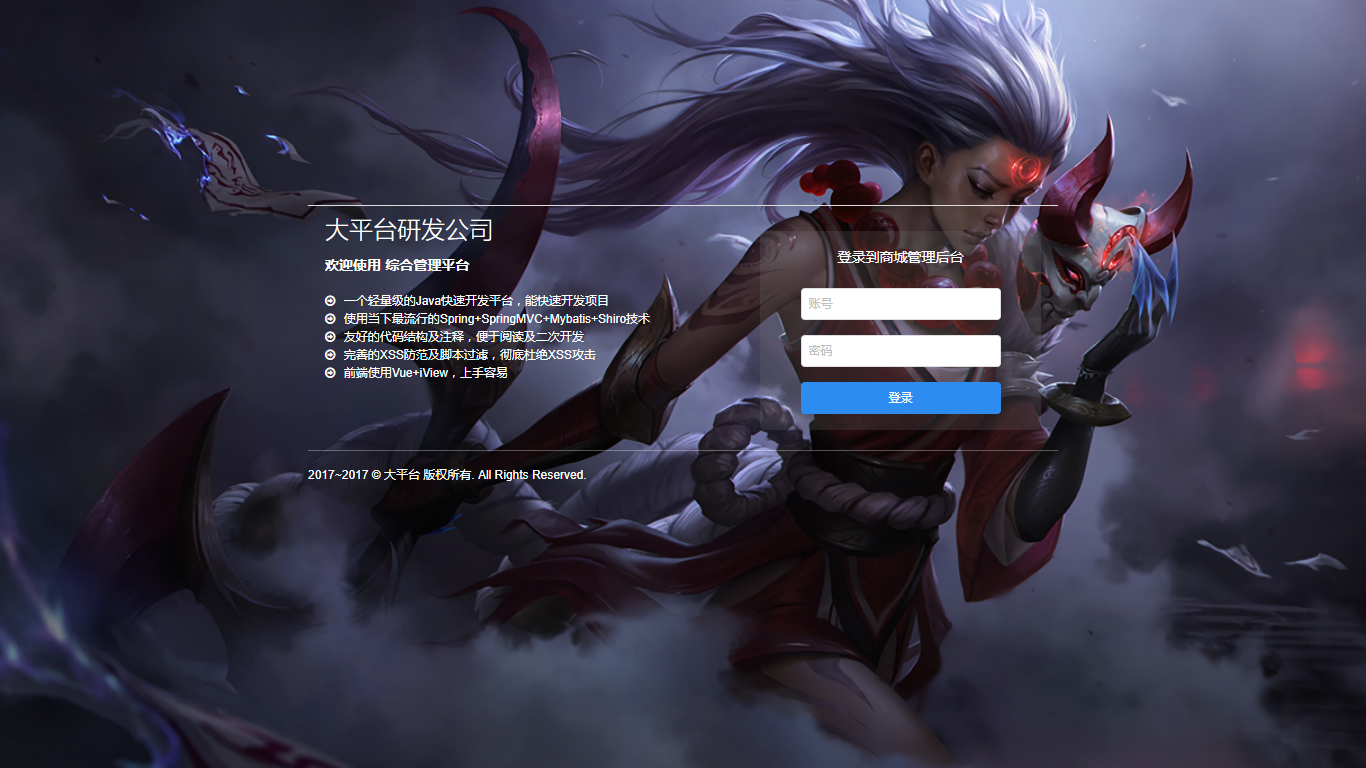 大平台研发公司
欢迎使用 综合管理平台
一个轻量级的Java快速开发平台，能快速开发项目
使用当下最流行的Spring+SpringMVC+Mybatis+Shiro技术
友好的代码结构及注释，便于阅读及二次开发
完善的XSS防范及脚本过滤，彻底杜绝XSS攻击
前端使用Vue+iView，上手容易
登录到商城管理后台
账号
密码
登录
2017~2017 © 大平台 版权所有. All Rights Reserved.